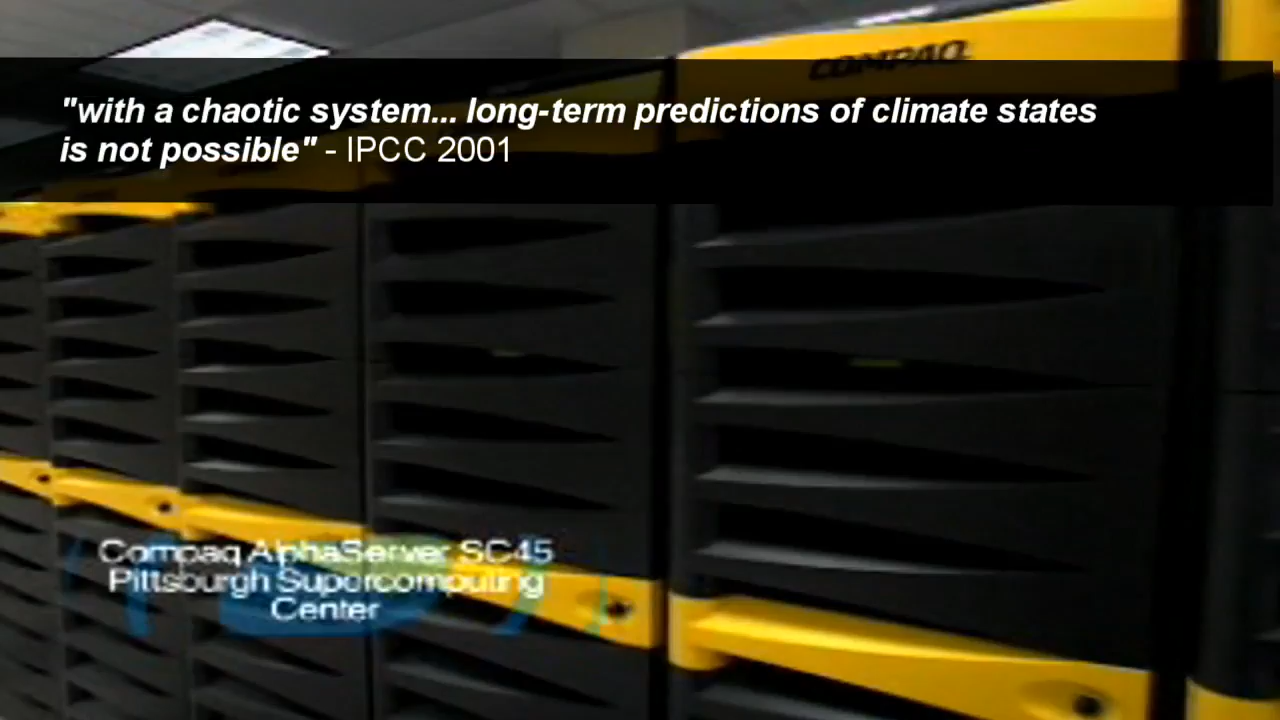 COMPAQ
"with a chaotic system... long-term predictions of climate states
is not possible" - IPCC 2001
Compaq AlphaServer SC45
Pittsburgh Supercomputing
Center